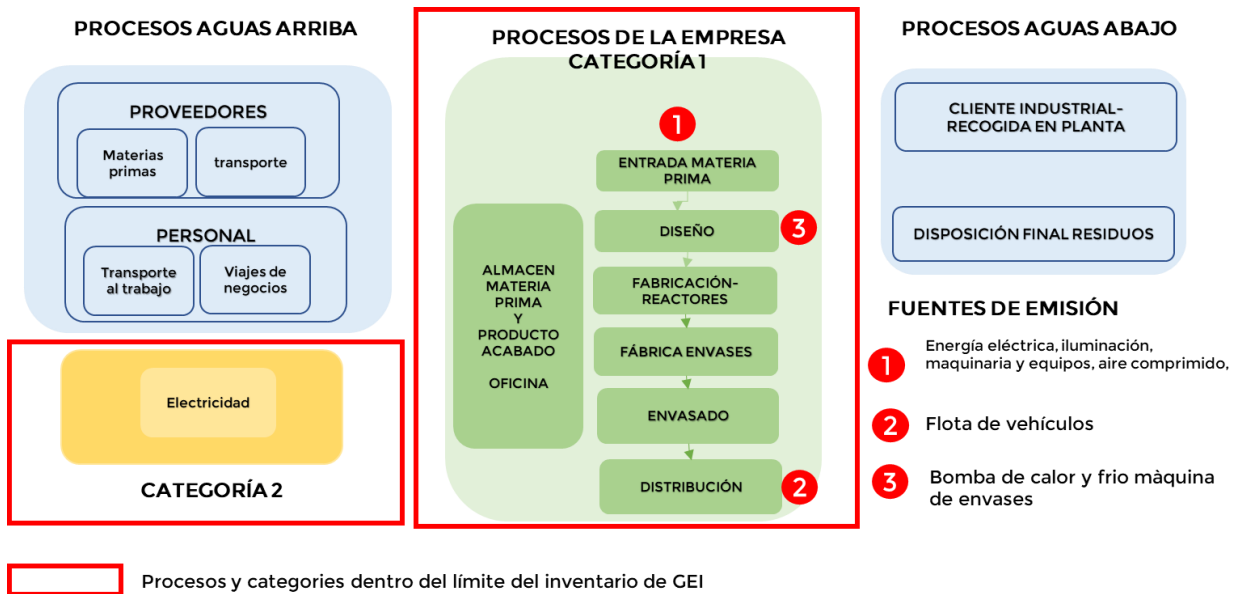 PROCESOS AGUAS ARRIBA
PROVEEDORES
Materias
primas
transporte
PERSONAL
Transporte
al trabajo
Viajes de
negocios
Electricidad
CATEGORÍA 2
PROCESOS DE LA EMPRESA
CATEGORÍA 1
1
ENTRADA MATERIA
PRIMA
DISEÑO
3
FABRICACIÓN-
REACTORES
FÁBRICA ENVASES
ENVASADO
DISTRIBUCIÓN
2
ALMACEN
MATERIA
PRIMA
Y
PRODUCTO
ACABADO
OFICINA
PROCESOS AGUAS ABAJO
CLIENTE INDUSTRIAL-
RECOGIDA EN PLANTA
DISPOSICIÓN FINAL RESIDUOS
FUENTES DE EMISIÓN
1
Energía eléctrica, iluminación,
maquinaria y equipos, aire comprimido,
2
Flota de vehículos
3
Bomba de calor y frio màquina
de envases
Procesos y categories dentro del límite del inventario de GEI